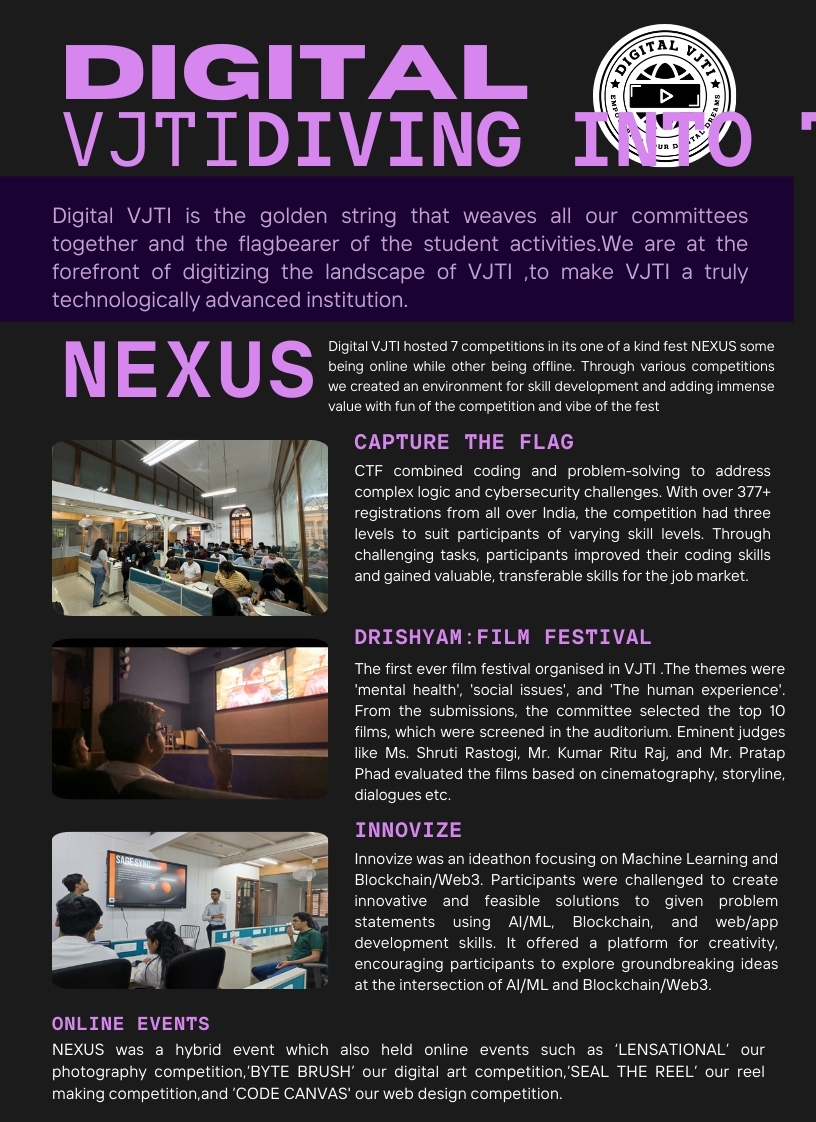 DIGITAL
VJTIDIVING INTO
DIGITAL VJTI
Digital VJTI is the golden string that weaves all our committees
together and the flagbearer of the student activities.We are at the
forefront of digitizing the landscape of VJTI ,to make VJTI a truly
technologically advanced institution.
NEXUS
Digital VJTI hosted 7 competitions in its one of a kind fest NEXUS some
being online while other being offline. Through various competitions
we created an environment for skill development and adding immense
value with fun of the competition and vibe of the fest
CAPTURE THE FLAG
CTF combined coding and problem-solving to address
complex logic and cybersecurity challenges. With over 377+
registrations from all over India, the competition had three
levels to suit participants of varying skill levels. Through
challenging tasks, participants improved their coding skills
and gained valuable, transferable skills for the job market.
DRISHYAM:FILM FESTIVAL
The first ever film festival organised in VJTI .The themes were
'mental health', 'social issues', and 'The human experience'.
From the submissions, the committee selected the top 10
films, which were screened in the auditorium. Eminent judges
like Ms. Shruti Rastogi, Mr. Kumar Ritu Raj, and Mr. Pratap
Phad evaluated the films based on cinematography, storyline,
dialogues etc.
INNOVIZE
SAGE SYNC
Innovize was an ideathon focusing on Machine Learning and
Blockchain/Web3. Participants were challenged to create
innovative and feasible solutions to given problem
statements using AI/ML, Blockchain, and web/app
development skills. It offered a platform for creativity,
encouraging participants to explore groundbreaking ideas
at the intersection of AI/ML and Blockchain/Web3.
ONLINE EVENTS
NEXUS was a hybrid event which also held online events such as ‘LENSATIONAL’ our
photography competition,’BYTE BRUSH’ our digital art competition,’SEAL THE REEL’ our reel
making competition,and ‘CODE CANVAS' our web design competition.